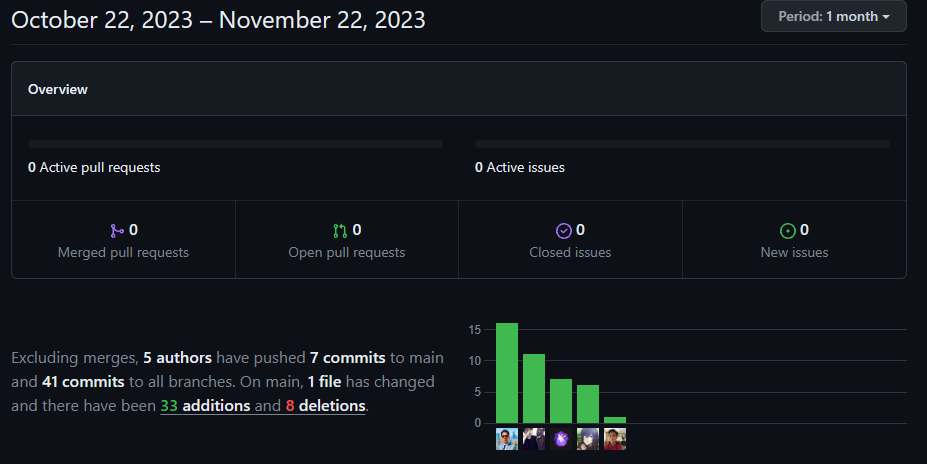 October 22, 2023 – November 22, 2023
Period: 1 month
Overview
0 Active pull requests
0 Active issues
0
Merged pull requests
0
Open pull requests
0
Closed issues
0
New issues
Excluding merges, 5 authors have pushed 7 commits to main
and 41 commits to all branches. On main, 1 file has changed
and there have been 33 additions and 8 deletions.
15
10
5
0